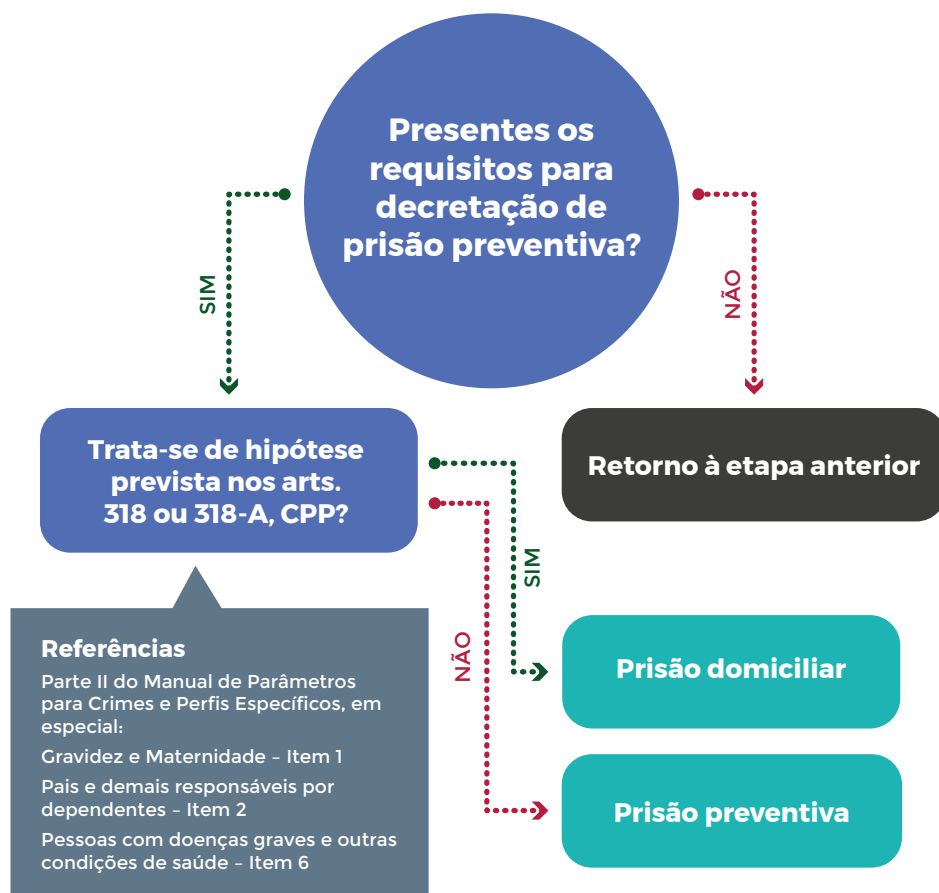 Presentes os
requisitos para
decretação de
prisão preventiva?
SIM
NÃO
Trata-se de hipótese
prevista nos arts.
318 ou 318-A, CPP?
Retorno à etapa anterior
SIM
NÃO
Referências
Parte II do Manual de Parâmetros
para Crimes e Perfis Específicos, em
especial:
Gravidez e Maternidade – Item 1
Pais e demais responsáveis por
dependentes – Item 2
Pessoas com doenças graves e outras
condições de saúde – Item 6
Prisão domiciliar
Prisão preventiva